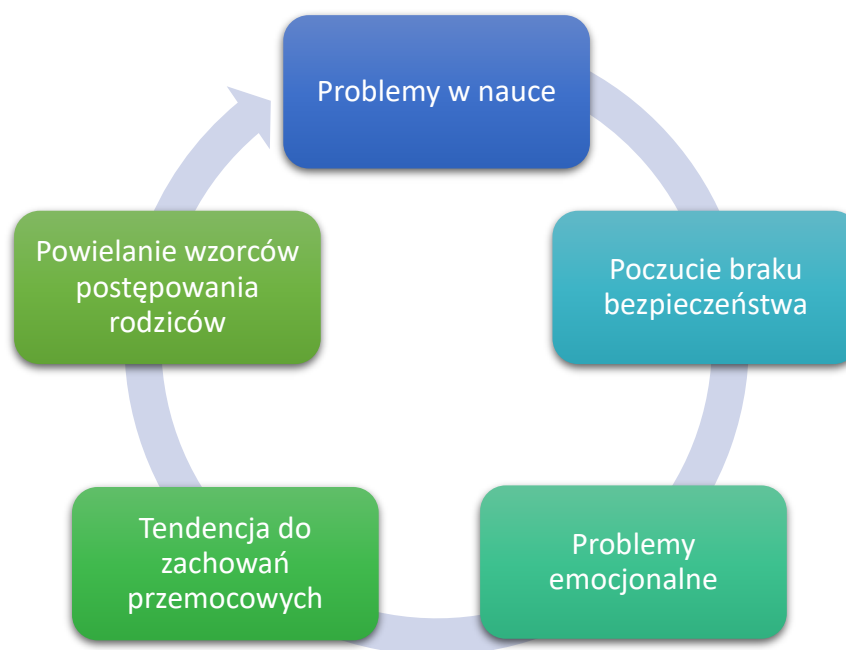 Problemy w nauce
Poczucie braku
bezpieczeństwa
Problemy
emocjonalne
Tendencja do
zachowań
przemocowych
Powielanie wzorców
postępowania
rodziców